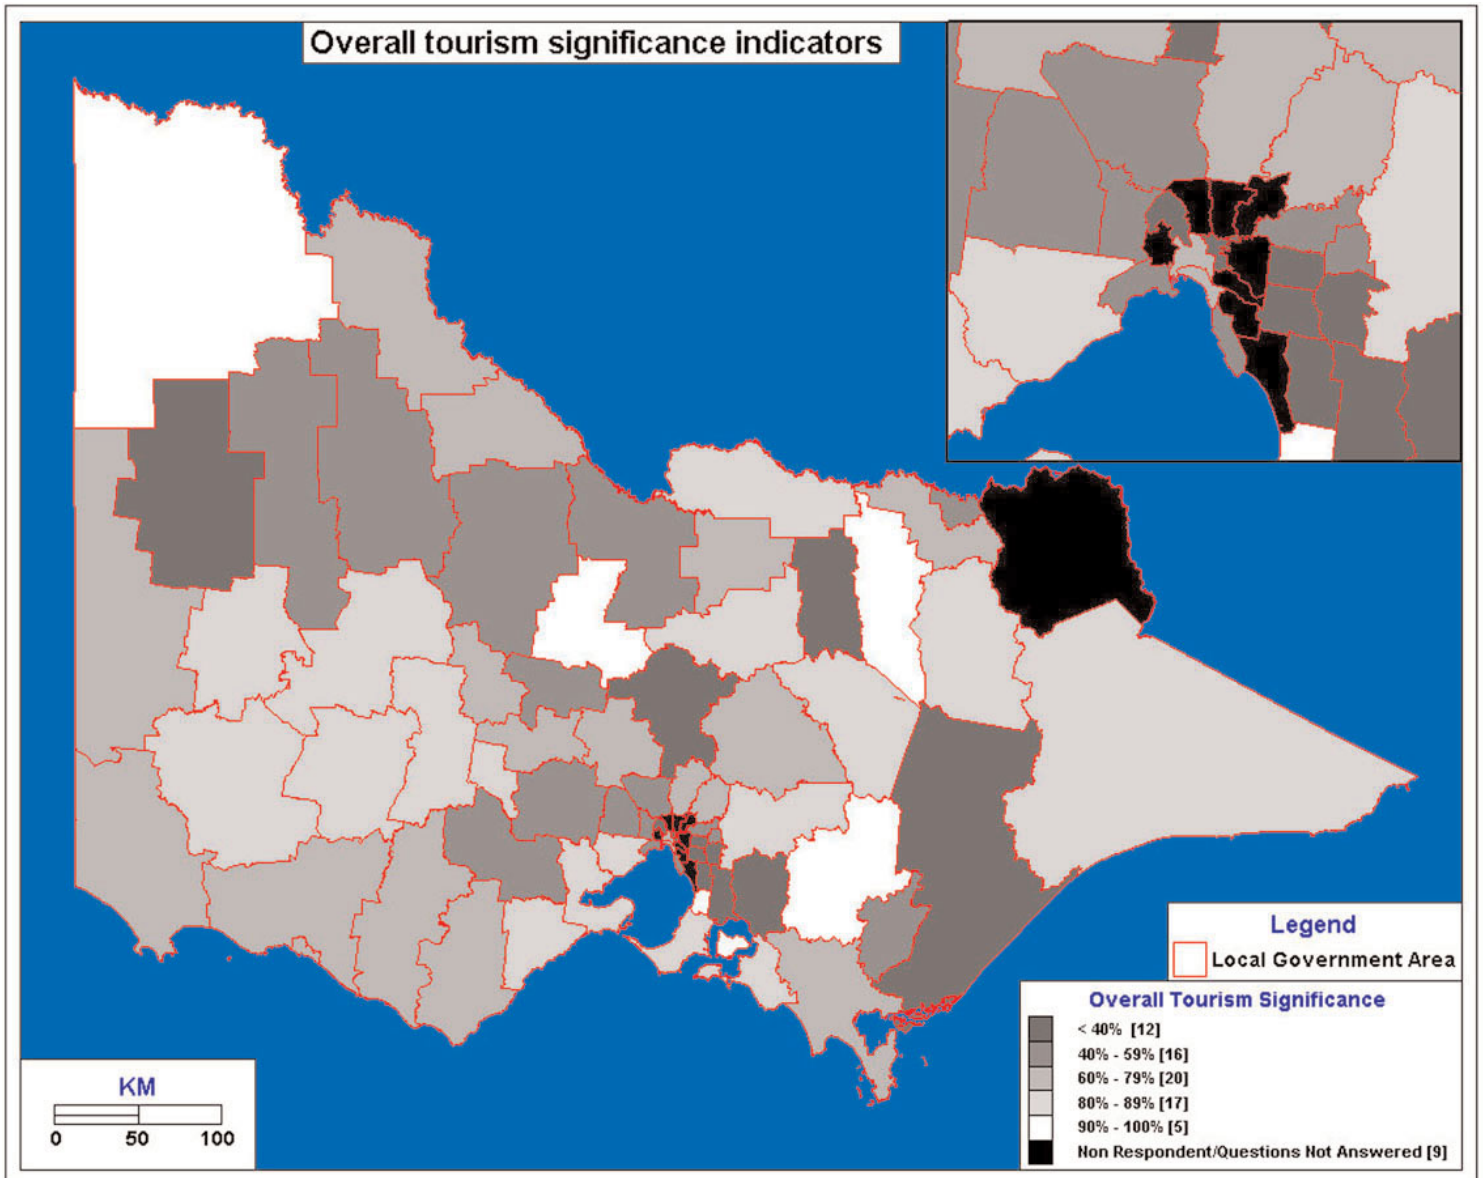 Overall tourism significance indicators
Legend
Local Government Area
Overall Tourism Significance
< 40% [12]
40% - 59% [16]
60% - 79% [20]
80% - 89% [17]
90% - 100% [5]
Non Respondent/Questions Not Answered [9]
KM
0 50 100